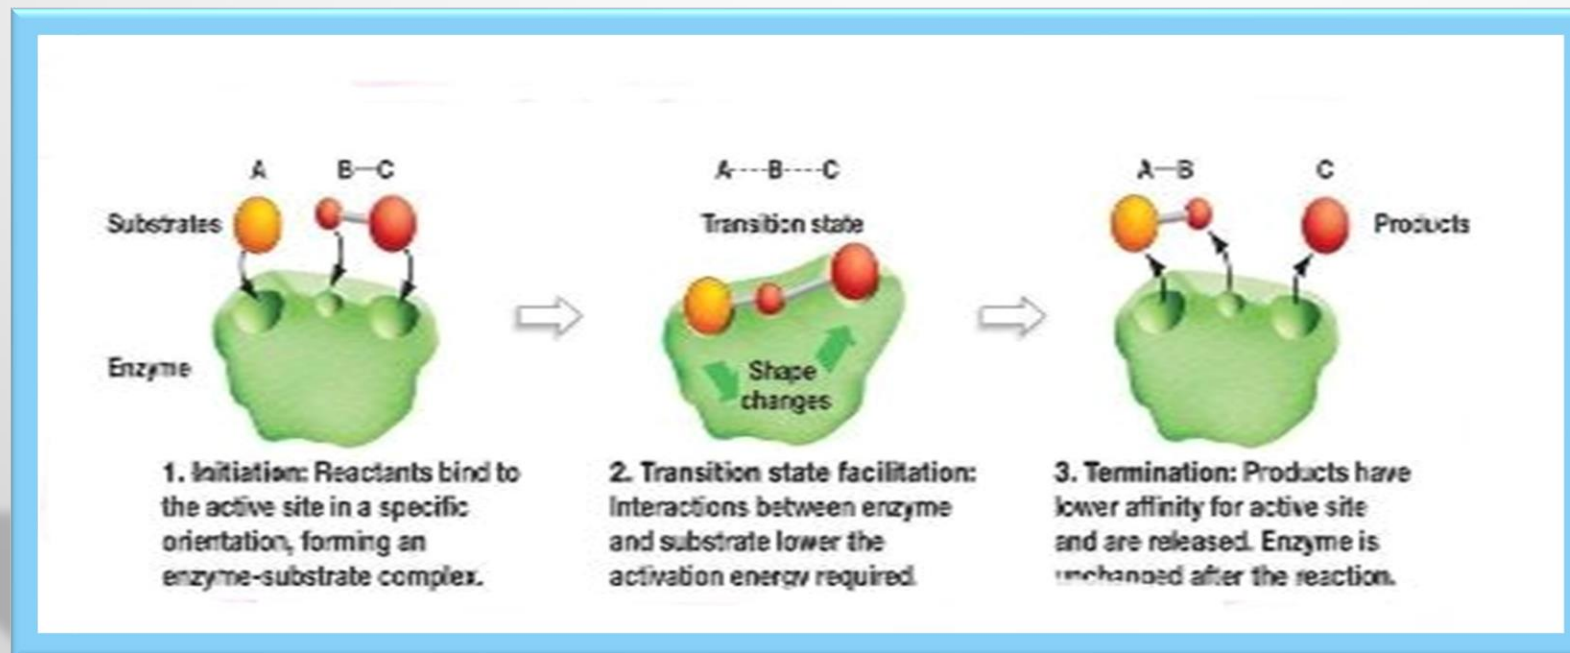 A
B—C
Substrates
Enzyme
1. Initiation: Reactants bind to
the active site in a specific
orientation, forming an
enzyme-substrate complex.
A----B----C
Transition state
Shape
changes
2. Transition state facilitation:
Interactions between enzyme
and substrate lower the
activation energy required.
A—B
C
Products
3. Termination: Products have
lower affinity for active site
and are released. Enzyme is
unchanged after the reaction.